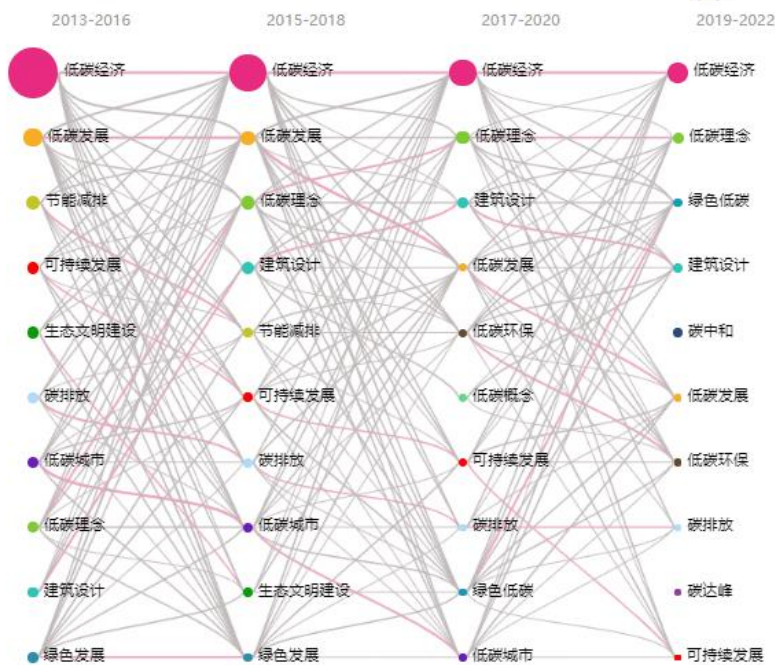 2013-2016 2015-2018 2017-2020 2019-2022
低碳经济 低碳经济 低碳经济 低碳经济
低碳发展 低碳发展 低碳理念 低碳理念
节能减排 低碳理念 建筑设计 绿色低碳
可持续发展 建筑设计 低碳发展 建筑设计
生态文明建设 节能减排 低碳环保 碳中和
碳排放 可持续发展 低碳概念 低碳发展
低碳城市 碳排放 可持续发展 低碳环保
低碳理念 低碳城市 碳排放 碳排放
建筑设计 生态文明建设 绿色低碳 碳达峰
绿色发展 绿色发展 低碳城市 可持续发展